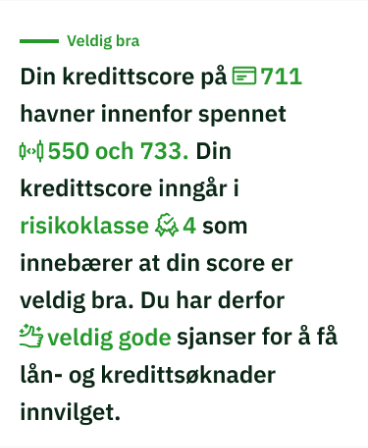 Veldig bra
Din kredittscore på 711
havner innenfor spennet
550 och 733. Din
kredittscore inngår i
risikoklasse 4 som
innebærer at din score er
veldig bra. Du har derfor
veldig gode sjanser for å få
lån- og kredittsøknader
innvilget.